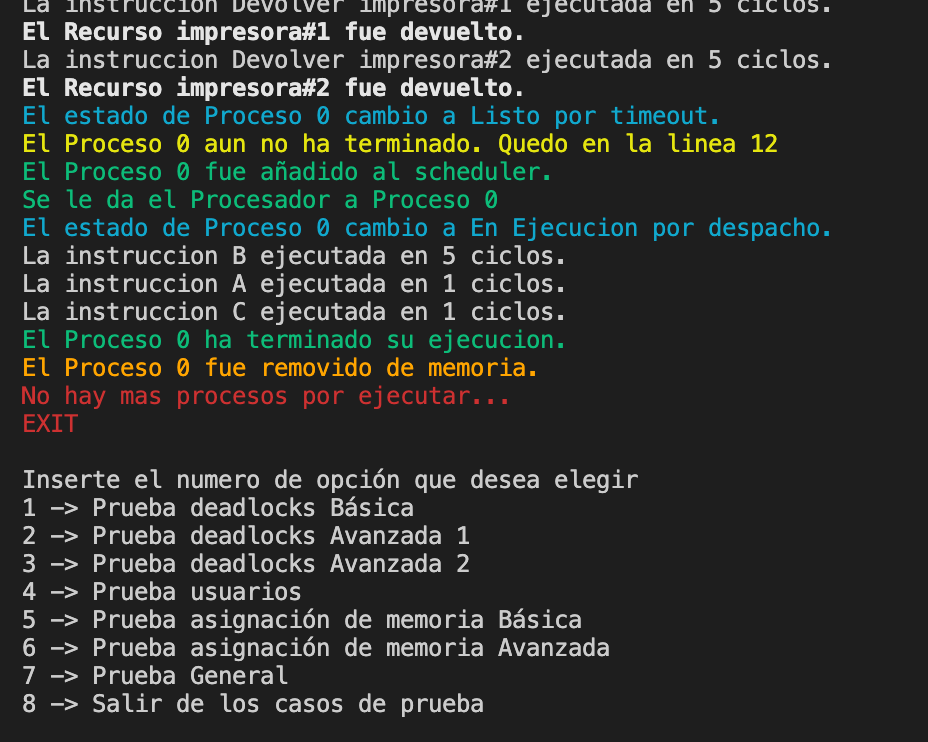 La instruccion Devolver impresora#1 ejecutada en 5 ciclos.
El Recurso impresora#1 fue devuelto.
La instruccion Devolver impresora#2 ejecutada en 5 ciclos.
El Recurso impresora#2 fue devuelto.
El estado de Proceso 0 cambio a Listo por timeout.
El Proceso 0 aun no ha terminado. Quedo en la linea 12
El Proceso 0 fue añadido al scheduler.
Se le da el Procesador a Proceso 0
El estado de Proceso 0 cambio a En Ejecucion por despacho.
La instruccion B ejecutada en 5 ciclos.
La instruccion A ejecutada en 1 ciclos.
La instruccion C ejecutada en 1 ciclos.
El Proceso 0 ha terminado su ejecucion.
El Proceso 0 fue removido de memoria.
No hay mas procesos por ejecutar...
EXIT
Inserte el numero de opción que desea elegir
1 -> Prueba deadlocks Básica
2 -> Prueba deadlocks Avanzada 1
3 -> Prueba deadlocks Avanzada 2
4 -> Prueba usuarios
5 -> Prueba asignación de memoria Básica
6 -> Prueba asignación de memoria Avanzada
7 -> Prueba General
8 -> Salir de los casos de prueba